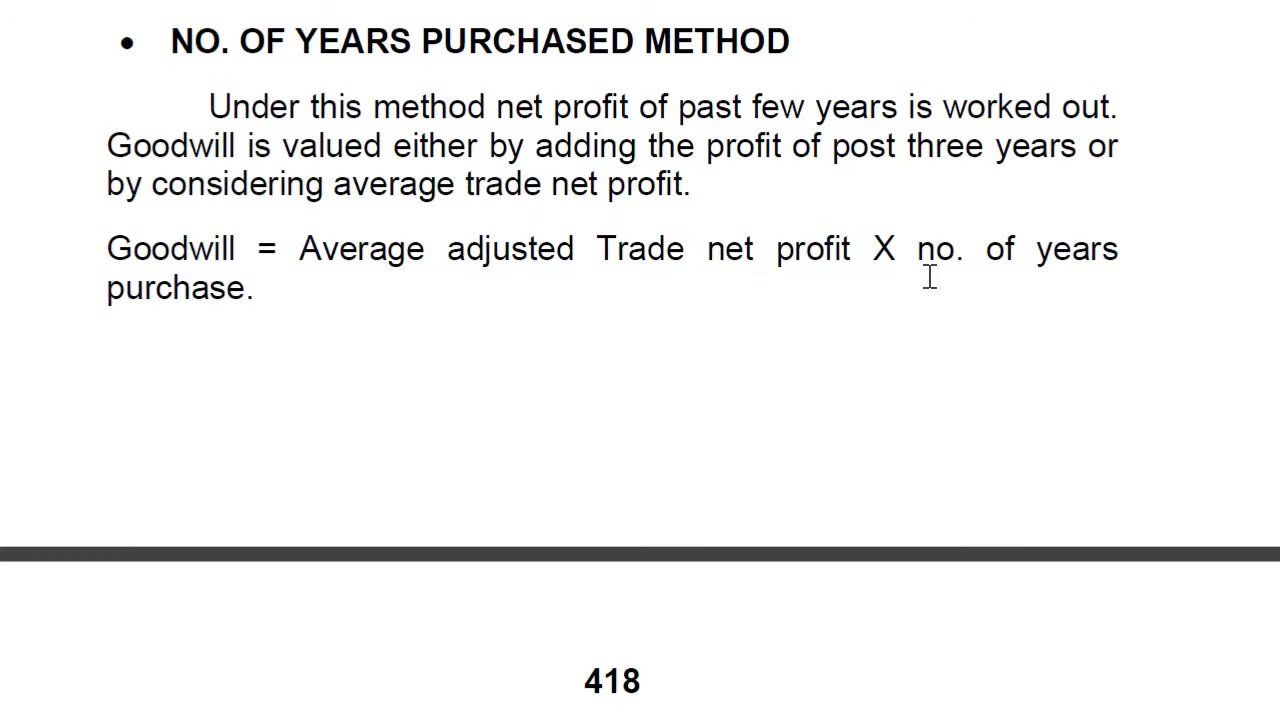 • NO. OF YEARS PURCHASED METHOD
Under this method net profit of past few years is worked out.
Goodwill is valued either by adding the profit of post three years or
by considering average trade net profit.
Goodwill = Average adjusted Trade net profit X no. of years
purchase.
418